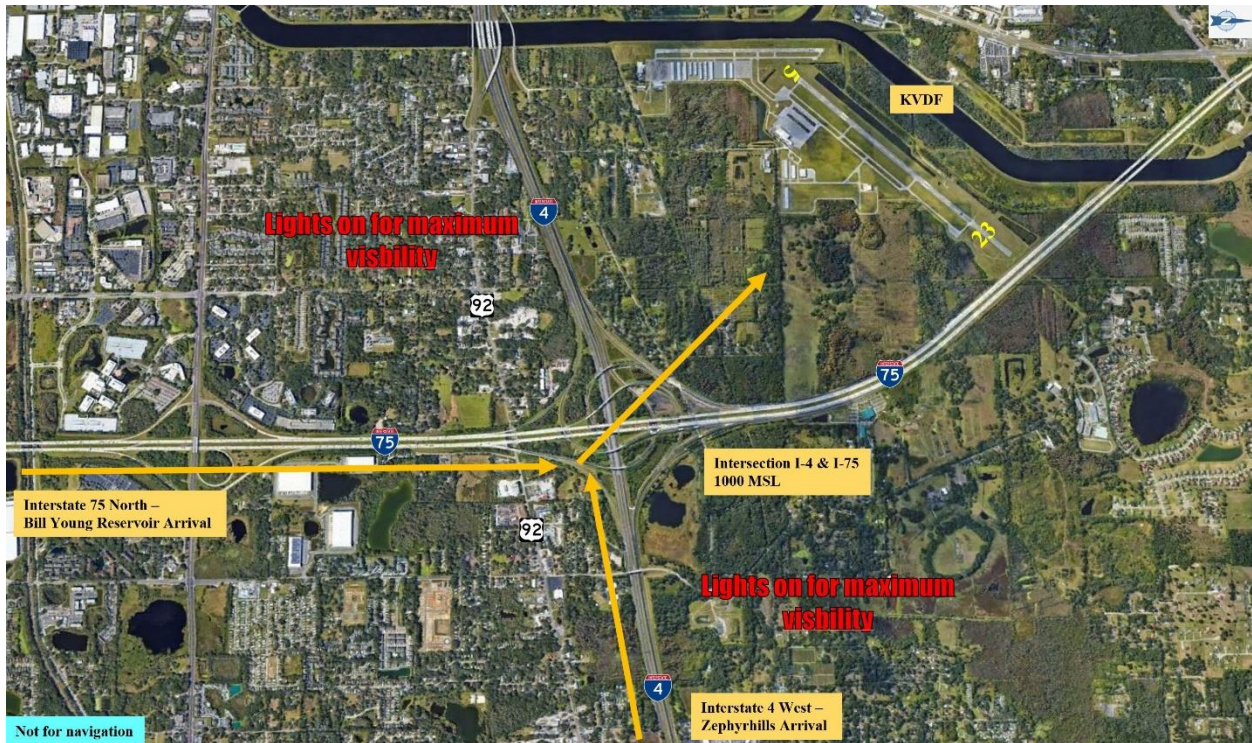 KVDF
5
23
4
Lights on for maximum
visbility
92
75
75
Intersection I-4 & I-75
1000 MSL
Interstate 75 North –
Bill Young Reservoir Arrival
92
Lights on for maximum
visbility
4
Interstate 4 West –
Zephyrhills Arrival
Not for navigation